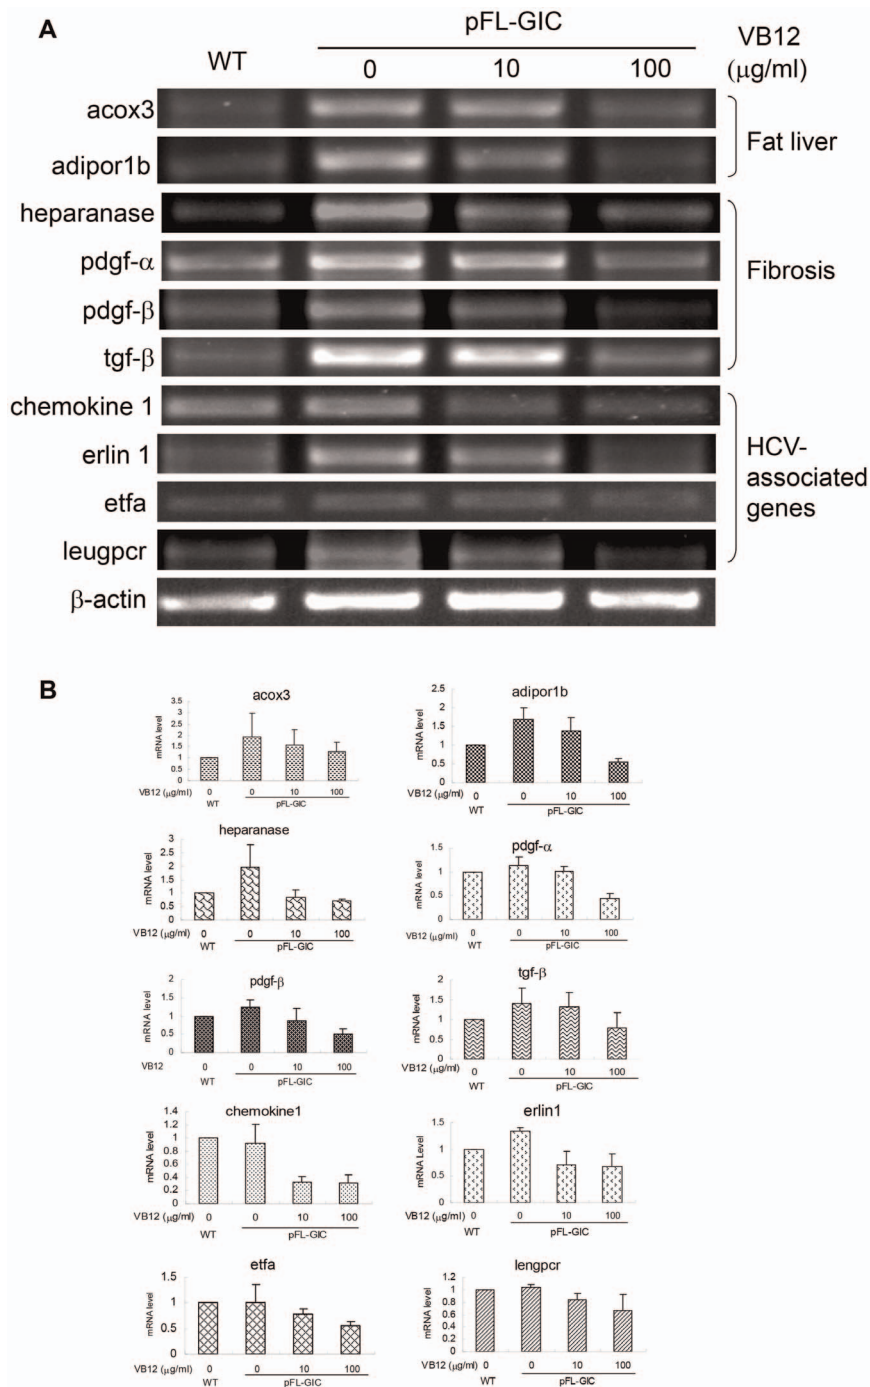 A
pFL-GIC
VB12
(μg/ml)
WT
0
10
100
acox3
adipor1b
Fat liver
heparanase
pdgf-α
pdgf-β
tgf-β
Fibrosis
chemokine 1
erlin 1
etfa
leugpcr
HCV-
associated
genes
β-actin
B
acox3
mRNA level
3.5
3
2.5
2
1.5
1
0.5
0
VB12 (μg/ml) 0 0 10 100
WT pFL-GIC
adipor1b
mRNA level
2.5
2
1.5
1
0.5
0
VB12 (μg/ml) 0 0 10 100
WT pFL-GIC
heparanase
mRNA level
3
2.5
2
1.5
1
0.5
0
VB12 (μg/ml) 0 0 10 100
WT pFL-GIC
pdgf-α
mRNA level
1.5
1
0.5
0
VB12 (μg/ml) 0 0 10 100
WT pFL-GIC
pdgf-β
mRNA level
2
1.5
1
0.5
0
VB12 0 0 10 100
WT pFL-GIC
tgf-β
mRNA level
2
1.5
1
0.5
0
VB12 (μg/ml) 0 0 10 100
WT pFL-GIC
chemokine1
mRNA level
1.4
1.2
1
0.8
0.6
0.4
0.2
0
VB12 (μg/ml) 0 0 10 100
WT pFL-GIC
erlin1
mRNA Level
1.5
1
0.5
0
VB12 (μg/ml) 0 0 10 100
WT pFL-GIC
etfa
mRNA level
1.5
1
0.5
0
VB12 (μg/ml) 0 0 10 100
WT pFL-GIC
lengpcr
mRNA level
1.2
1
0.8
0.6
0.4
0.2
0
VB12 (μg/ml) 0 0 10 100
WT pFL-GIC